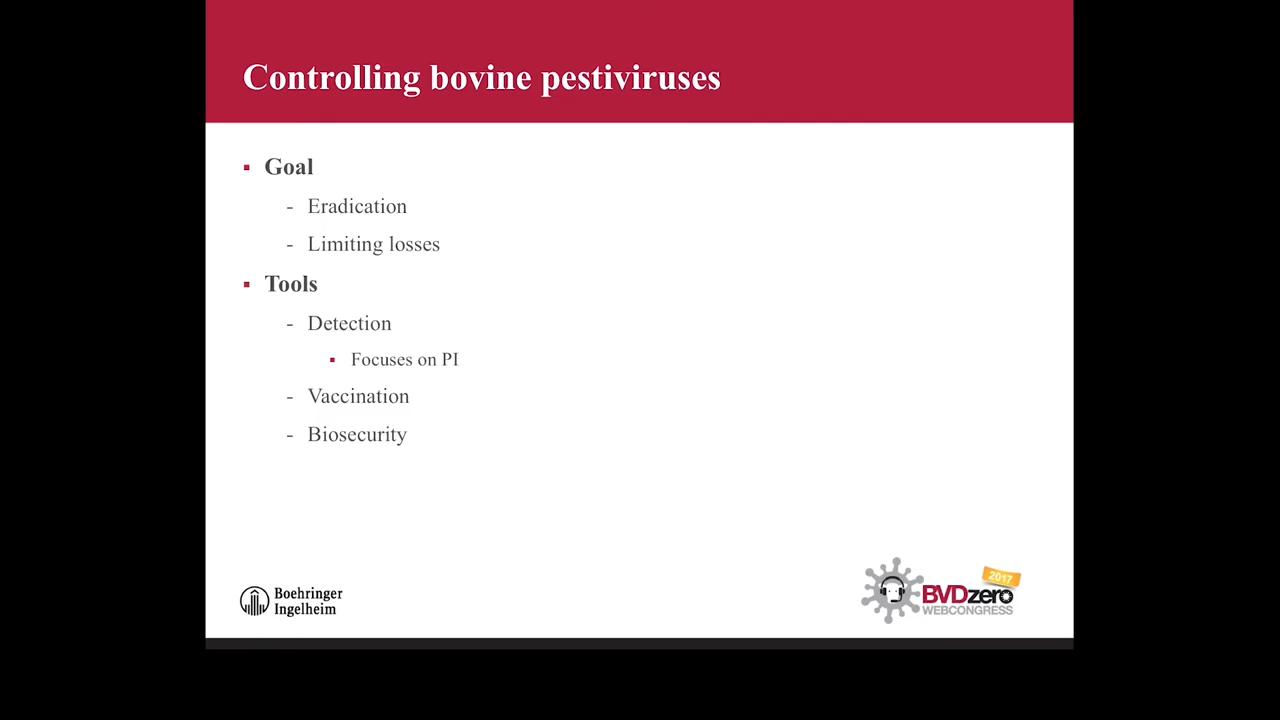 Controlling bovine pestiviruses
▪ Goal
- Eradication
- Limiting losses
▪ Tools
- Detection
▪ Focuses on PI
- Vaccination
- Biosecurity
Boehringer
Ingelheim
2017
BVDzero
WEBCONGRESS